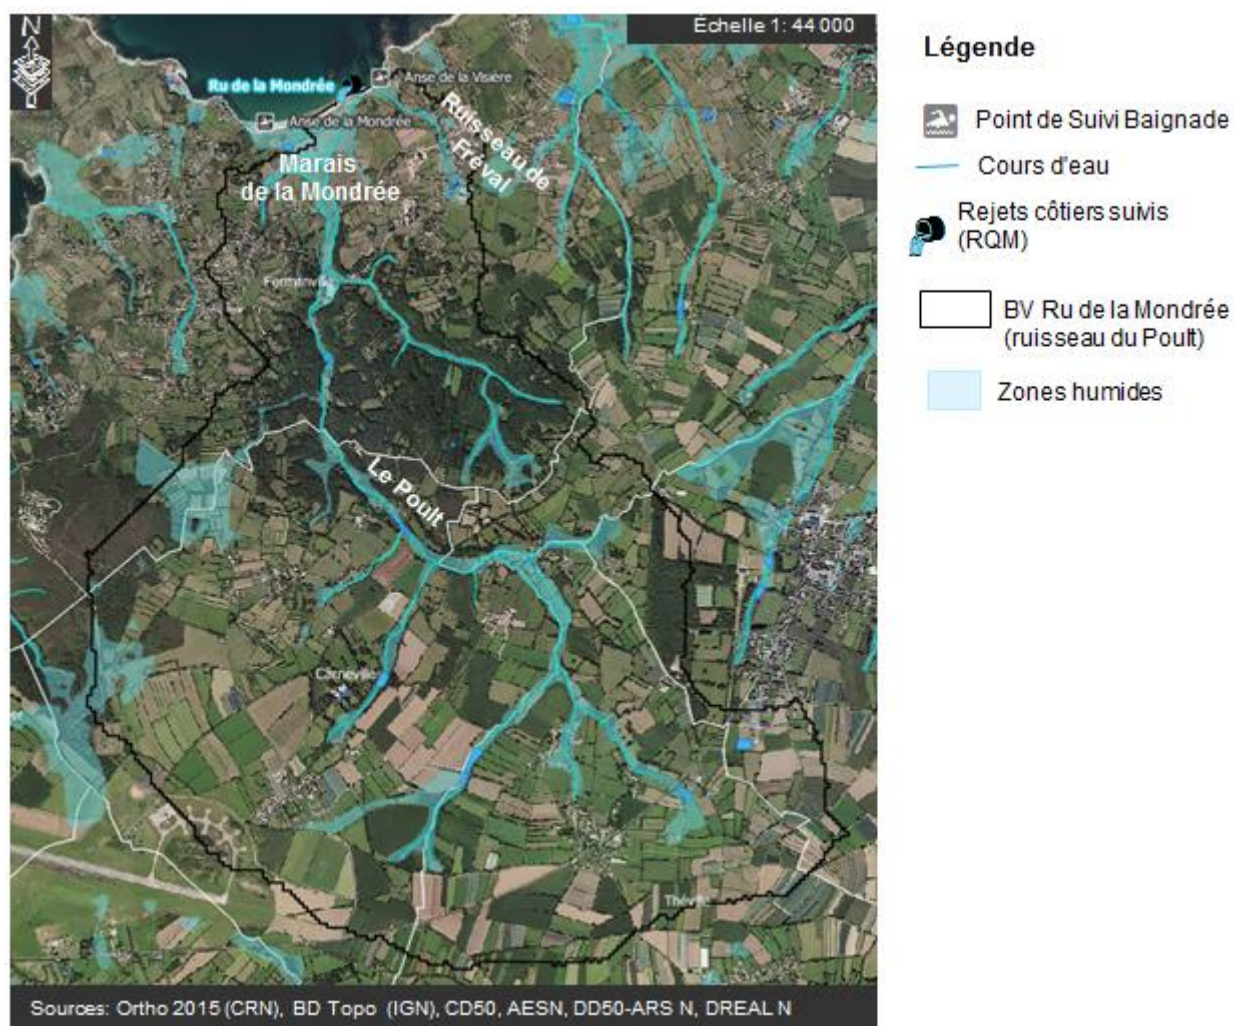 N
Échelle 1: 44 000
Ru de la Mondrée
Anse de la Visière
Anse de la Mondrée
Ruisseau de
Fréval
Marais
de la Mondrée
Fermanville
Le Poult
Carneville
Théville
Sources: Ortho 2015 (CRN), BD Topo (IGN), CD50, AESN, DD50-ARS N, DREAL N
Légende
Point de Suivi Baignade
Cours d'eau
Rejets côtiers suivis
(RQM)
BV Ru de la Mondrée
(ruisseau du Poult)
Zones humides